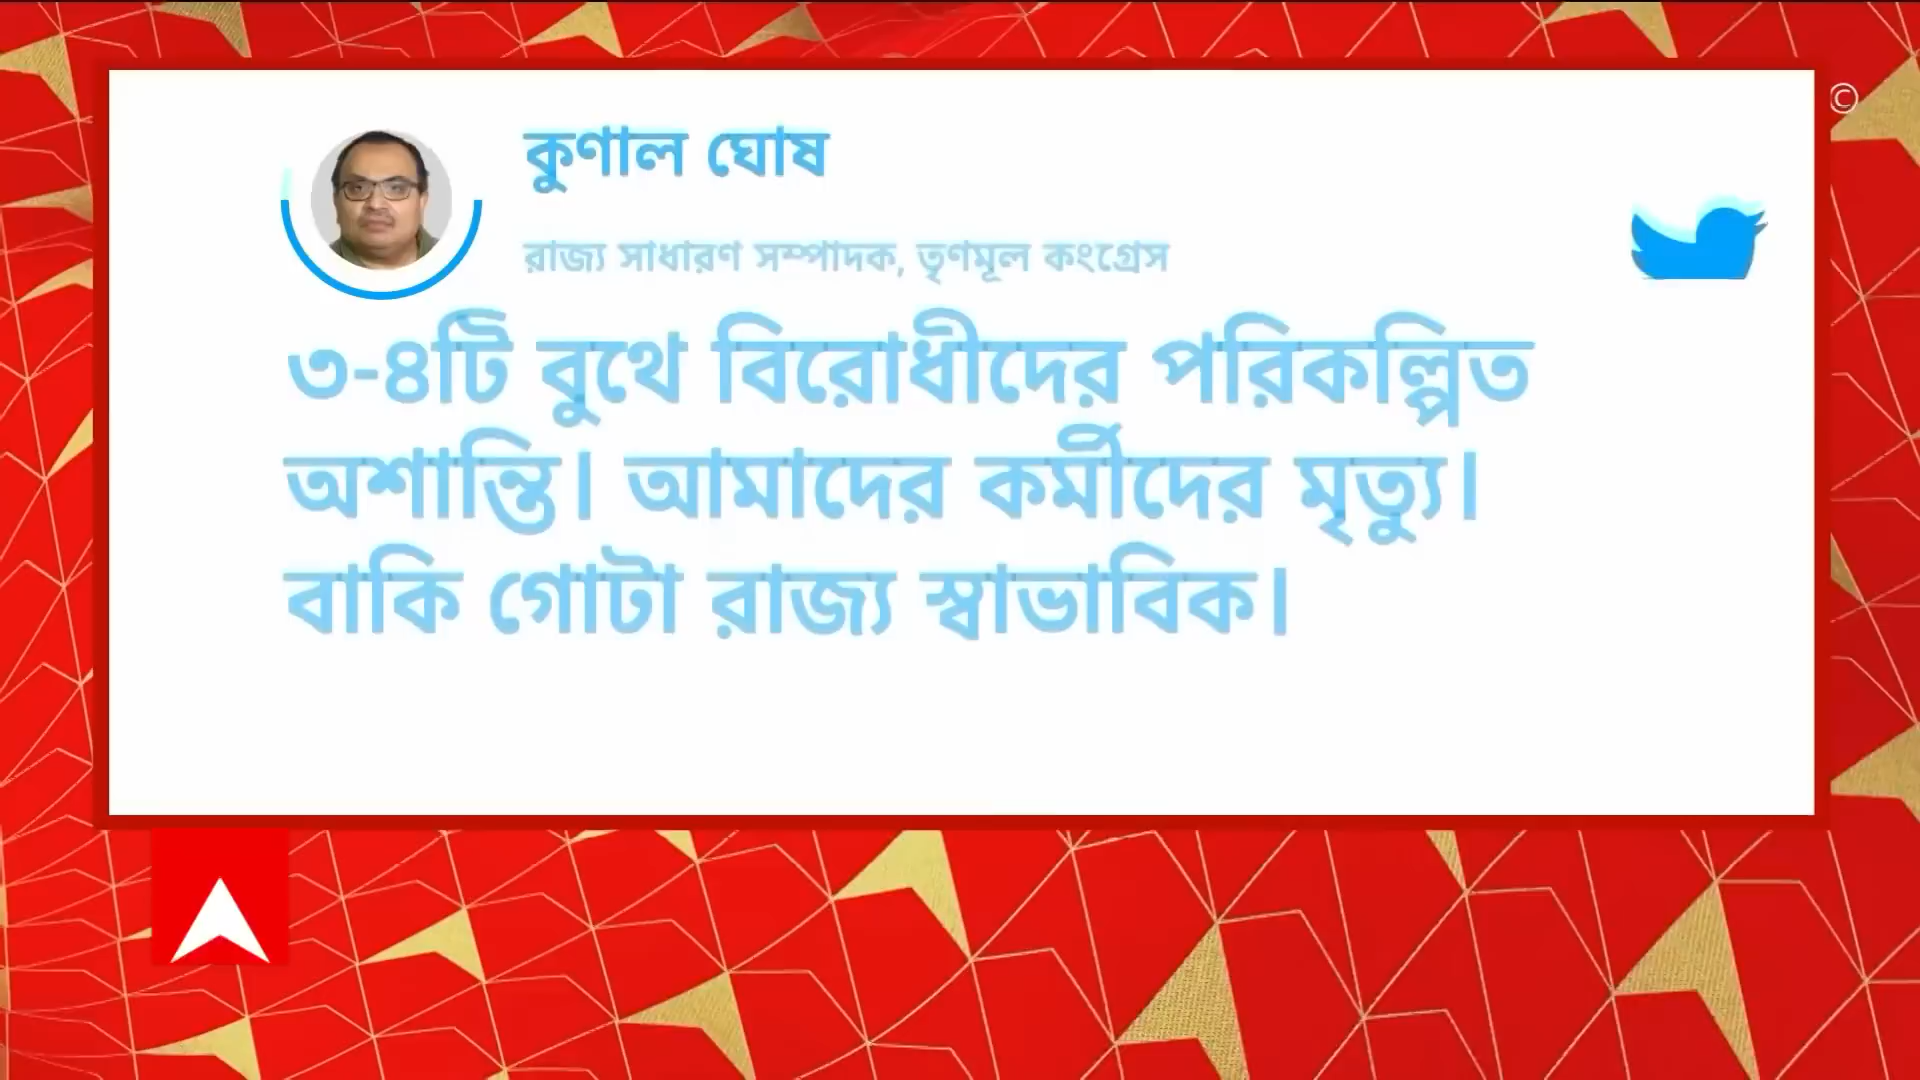 কুণাল ঘোষ
রাজ্য সাধারণ সম্পাদক, তৃণমূল কংগ্রেস
৩-৪টি বুথে বিরোধীদের পরিকল্পিত
অশান্তি। আমাদের কর্মীদের মৃত্যু।
বাকি গোটা রাজ্য স্বাভাবিক।
©